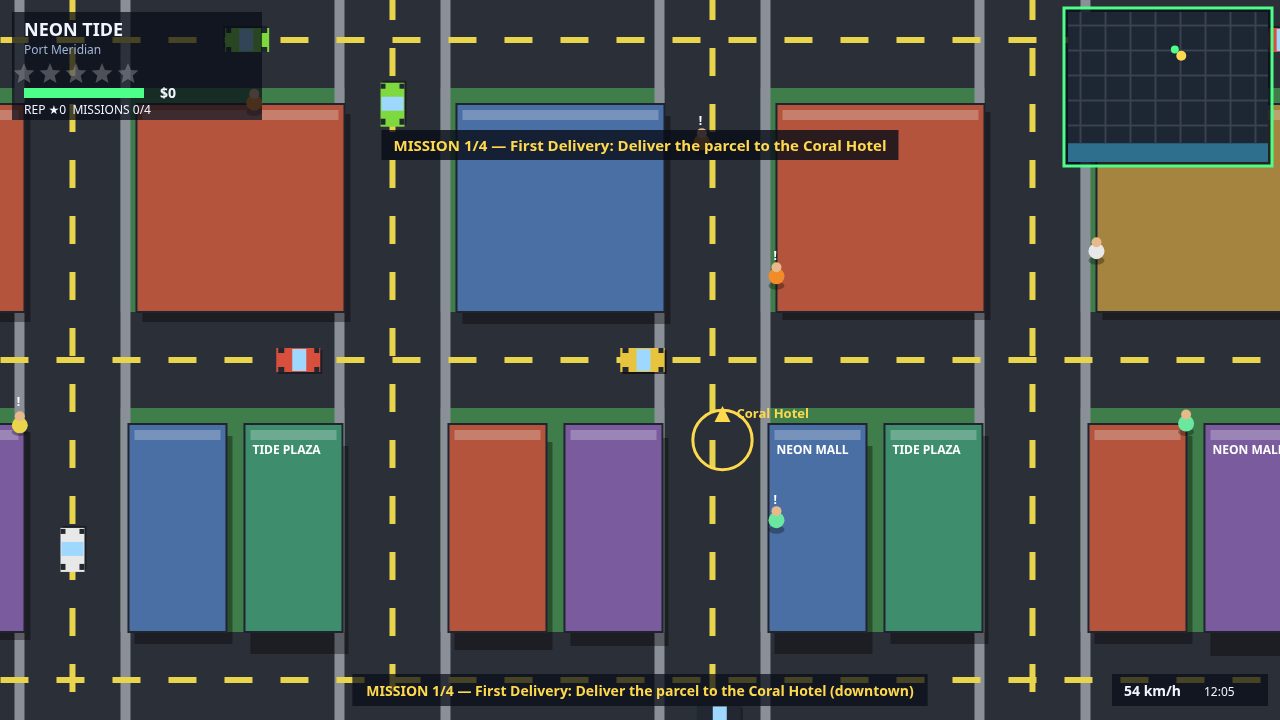 NEON TIDE
Port Meridian
$0
REP ★0 MISSIONS 0/4
!
MISSION 1/4 — First Delivery: Deliver the parcel to the Coral Hotel
!
!
Coral Hotel
TIDE PLAZA
NEON MALL
TIDE PLAZA
NEON MALL
!
MISSION 1/4 — First Delivery: Deliver the parcel to the Coral Hotel (downtown)
54 km/h 12:05